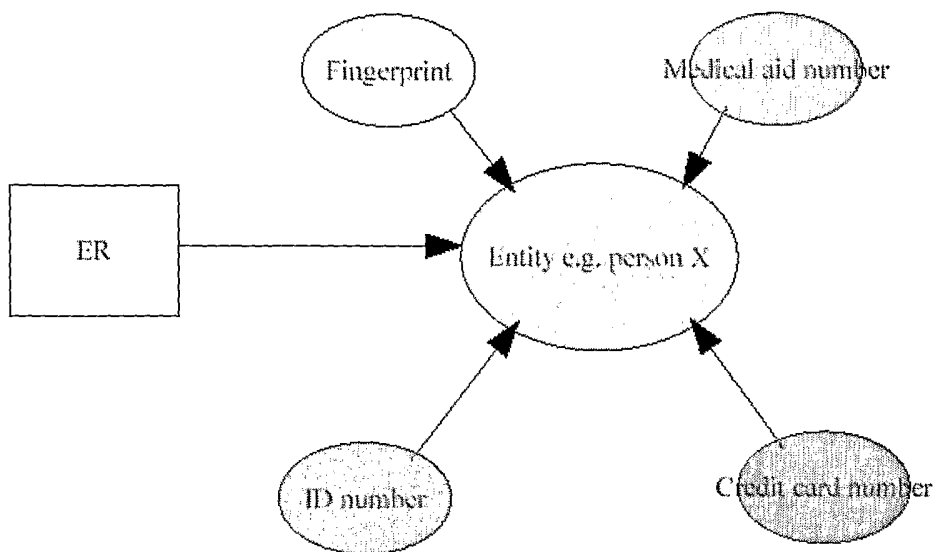 Fingerprint
Medical aid number
ER
Entity e.g. person X
ID number
Credit card number